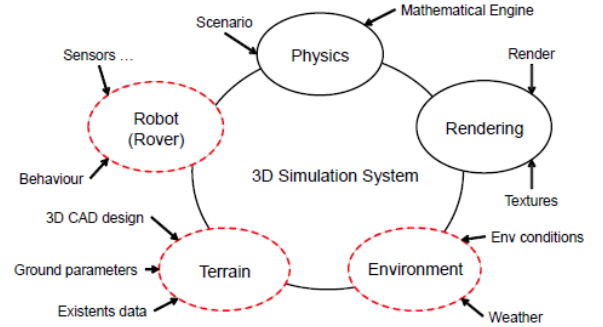 Mathematical Engine
Scenario
Physics
Render
Sensors ...
Robot
(Rover)
Rendering
Behaviour
3D Simulation System
Textures
3D CAD design
Env conditions
Ground parameters
Terrain
Environment
Existents data
Weather